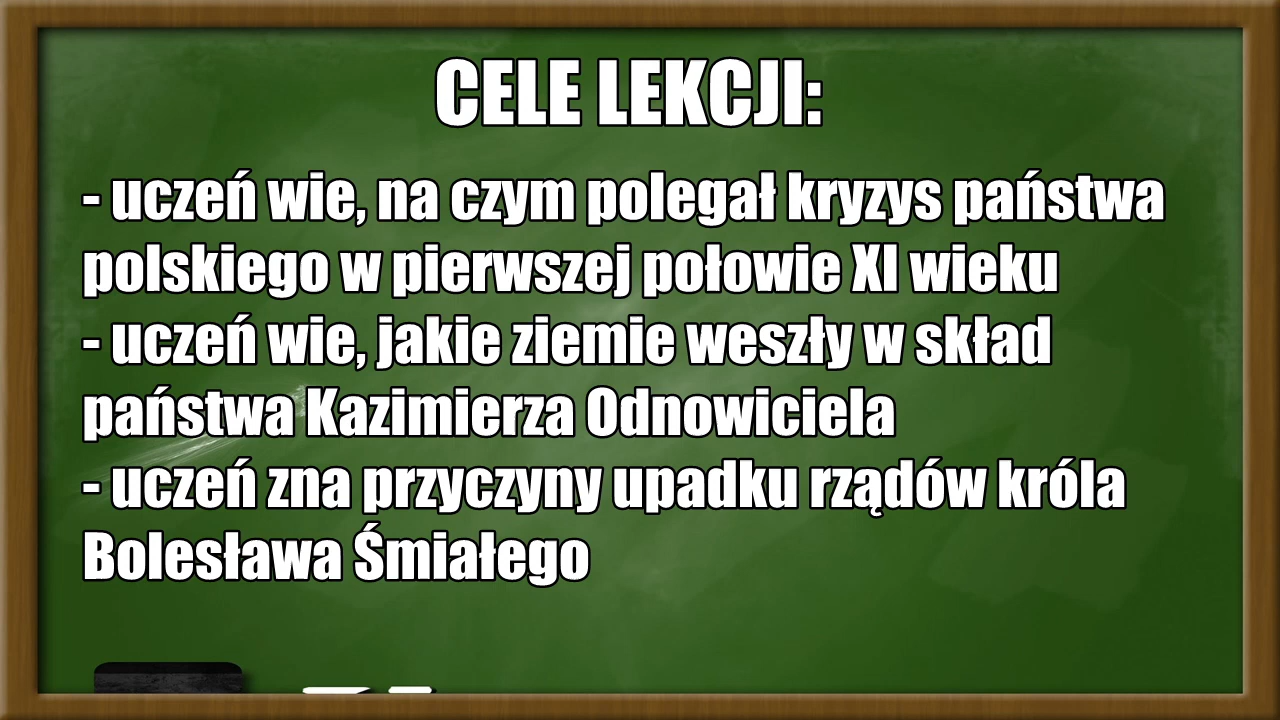 CELE LEKCJI:
- uczeń wie, na czym polegał kryzys państwa
polskiego w pierwszej połowie XI wieku
- uczeń wie, jakie ziemie weszły w skład
państwa Kazimierza Odnowiciela
- uczeń zna przyczyny upadku rządów króla
Bolesława Śmiałego